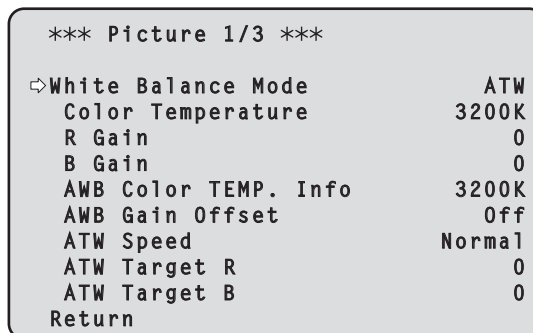 *** Picture 1/3 ***
⇨White Balance Mode ATW
Color Temperature 3200K
R Gain 0
B Gain 0
AWB Color TEMP. Info 3200K
AWB Gain Offset Off
ATW Speed Normal
ATW Target R 0
ATW Target B 0
Return